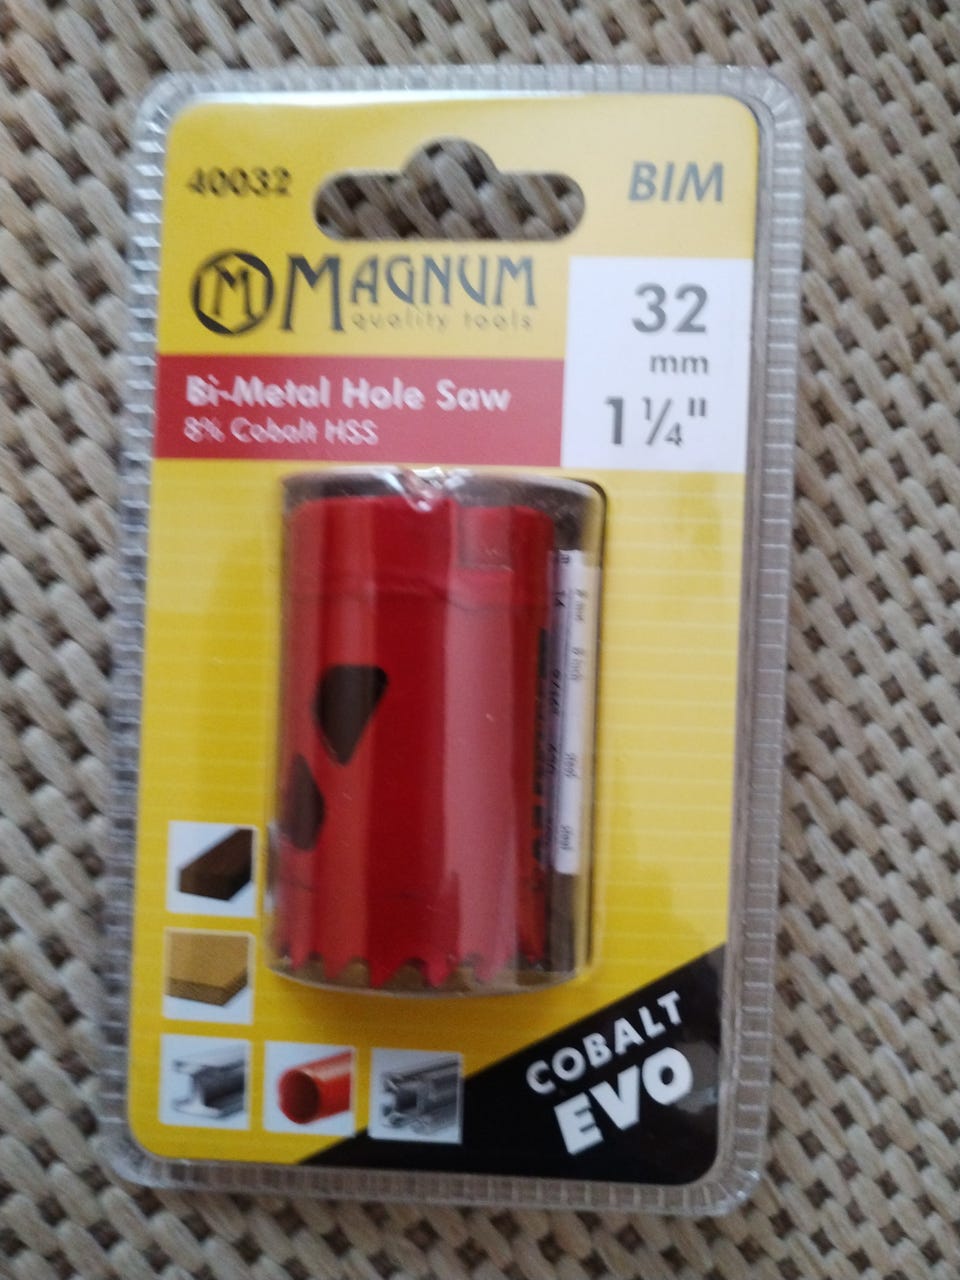 40032
BIM
M MAGNUM
quality tools
32
mm
1 1/4"
Bi-Metal Hole Saw
8% Cobalt HSS
COBALT
EVO